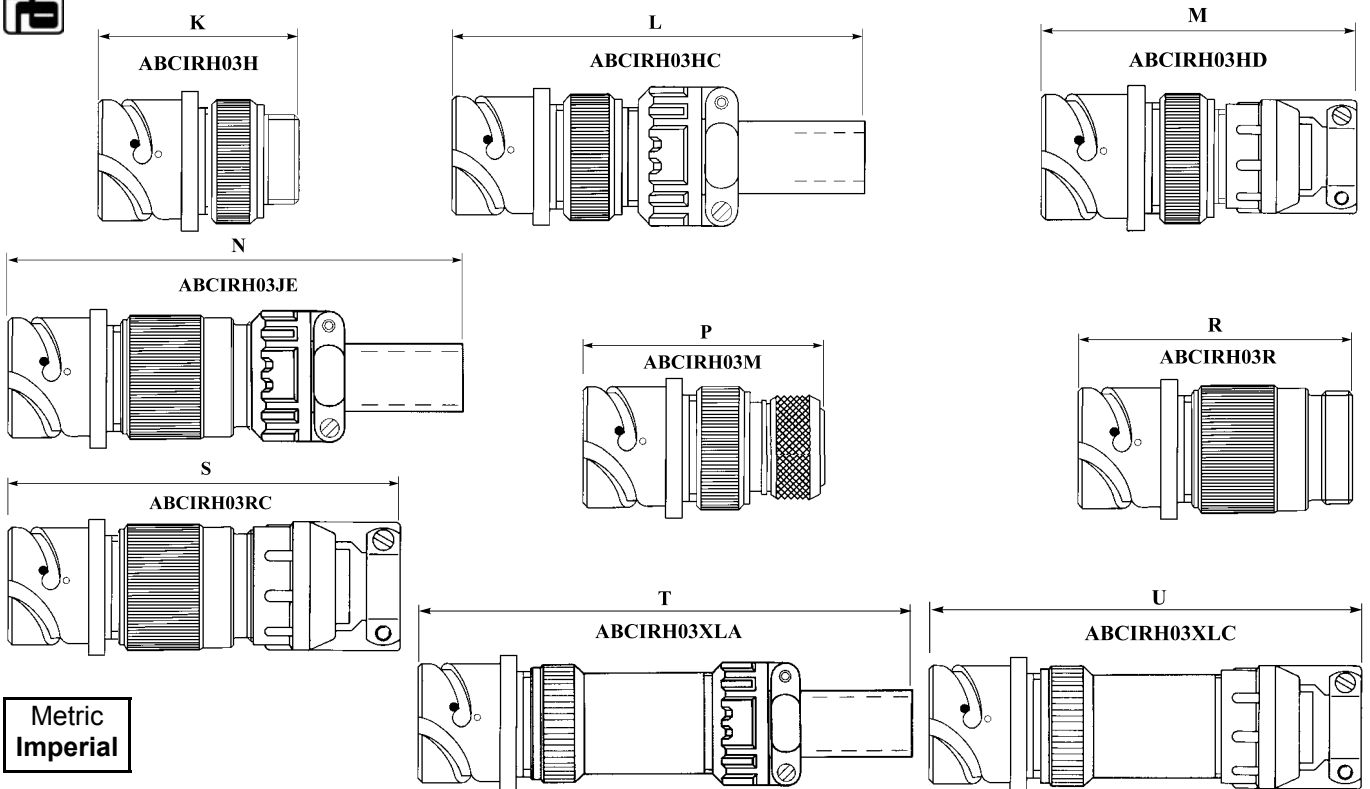 K
ABCIRH03H
L
ABCIRH03HC
M
ABCIRH03HD
N
ABCIRH03JE
P
ABCIRH03M
R
ABCIRH03R
S
ABCIRH03RC
T
ABCIRH03XLA
U
ABCIRH03XLC
Metric
Imperial